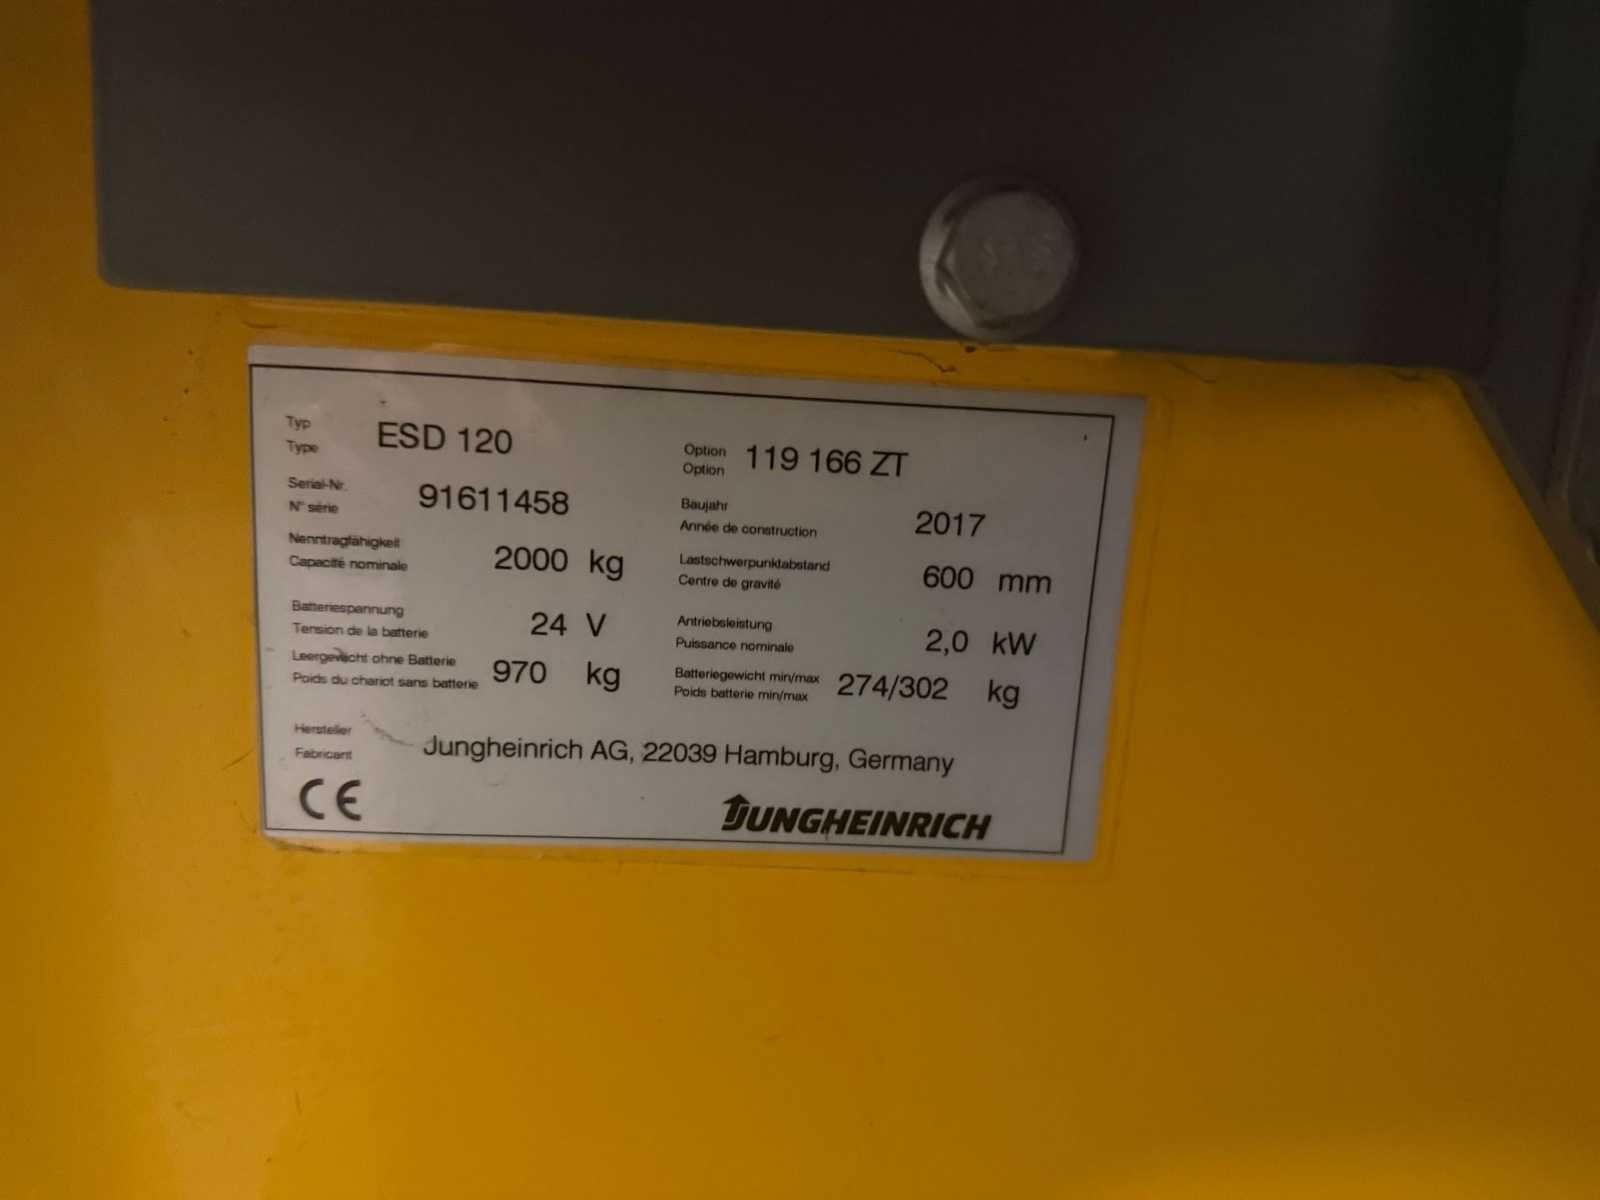 Typ
Type
ESD 120
Option
Option
119 166 ZT
Serial-Nr.
N° série
91611458
Baujahr
Année de construction
2017
Nenntragfähigkeit
Capacité nominale
2000 kg
Lastschwerpunktabstand
Centre de gravité
600 mm
Batteriespannung
Tension de la batterie
24 V
Antriebsleistung
Puissance nominale
2,0 kW
Leergewicht ohne Batterie
Poids du chariot sans batterie
970 kg
Batteriegewicht min/max
Poids batterie min/max
274/302 kg
Hersteller
Fabricant
Jungheinrich AG, 22039 Hamburg, Germany
CE
JUNGHEINRICH